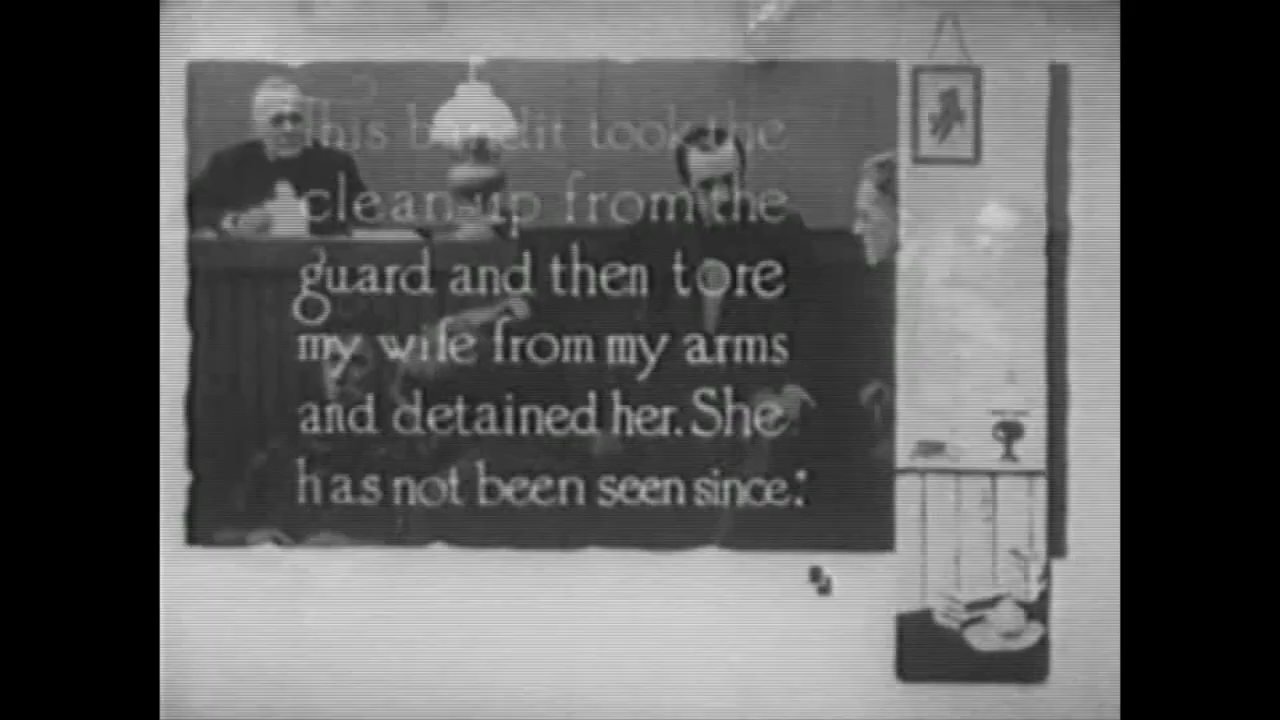 This bandit took the
clean-up from the
guard and then tore
my wife from my arms
and detained her. She
has not been seen since."